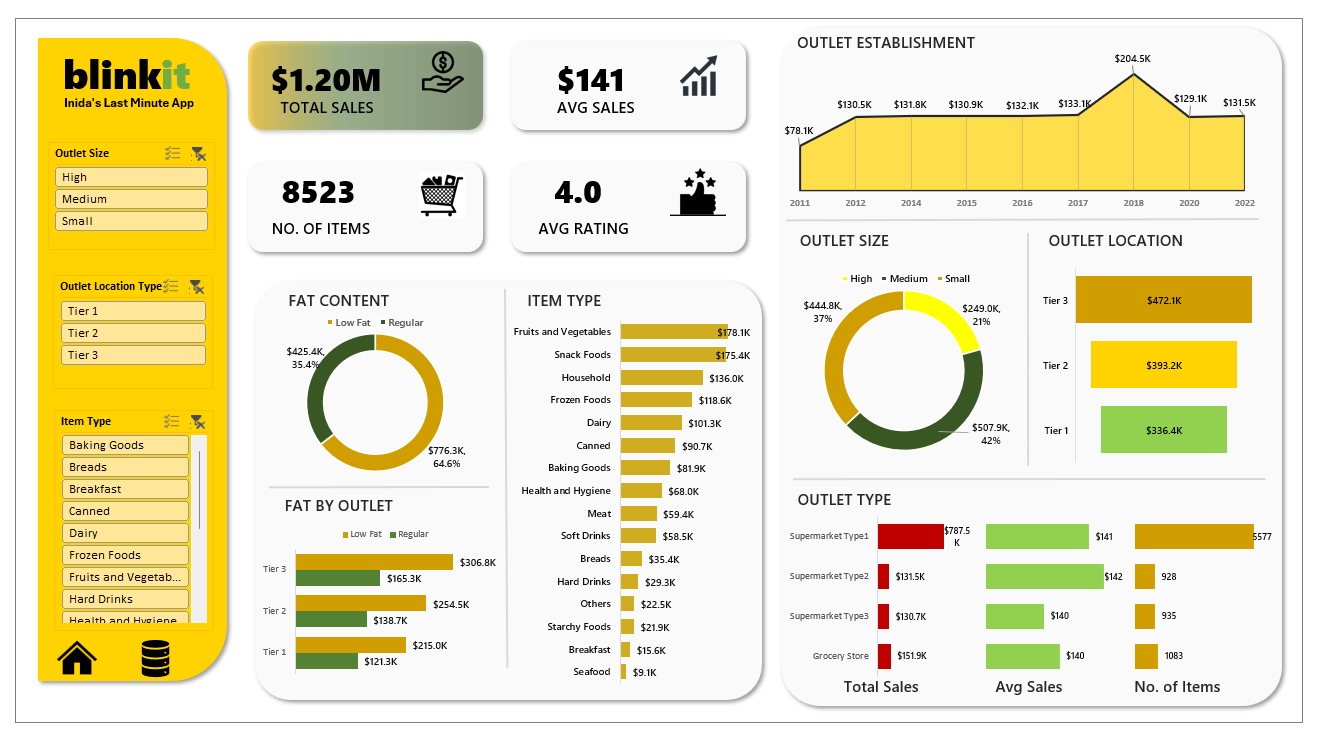 blinkit
Inida's Last Minute App
Outlet Size
High
Medium
Small
Outlet Location Type
Tier 1
Tier 2
Tier 3
Item Type
Baking Goods
Breads
Breakfast
Canned
Dairy
Frozen Foods
Fruits and Vegetab...
Hard Drinks
Health and Hygiene
$1.20M
TOTAL SALES
$141
AVG SALES
8523
NO. OF ITEMS
4.0
AVG RATING
FAT CONTENT
Low Fat Regular
$425.4K,
35.4%
$776.3K,
64.6%
FAT BY OUTLET
Low Fat Regular
Tier 3 $306.8K
$165.3K
Tier 2 $254.5K
$138.7K
Tier 1 $215.0K
$121.3K
ITEM TYPE
Fruits and Vegetables $178.1K
Snack Foods $175.4K
Household $136.0K
Frozen Foods $118.6K
Dairy $101.3K
Canned $90.7K
Baking Goods $81.9K
Health and Hygiene $68.0K
Meat $59.4K
Soft Drinks $58.5K
Breads $35.4K
Hard Drinks $29.3K
Others $22.5K
Starchy Foods $21.9K
Breakfast $15.6K
Seafood $9.1K
OUTLET ESTABLISHMENT
$78.1K $130.5K $131.8K $130.9K $132.1K $133.1K $204.5K $129.1K $131.5K
2011 2012 2014 2015 2016 2017 2018 2020 2022
OUTLET SIZE
High Medium Small
$444.8K,
37%
$249.0K,
21%
$507.9K,
42%
OUTLET LOCATION
Tier 3 $472.1K
Tier 2 $393.2K
Tier 1 $336.4K
OUTLET TYPE
Supermarket Type1 $787.5
K $141 5577
Supermarket Type2 $131.5K $142 928
Supermarket Type3 $130.7K $140 935
Grocery Store $151.9K $140 1083
Total Sales Avg Sales No. of Items